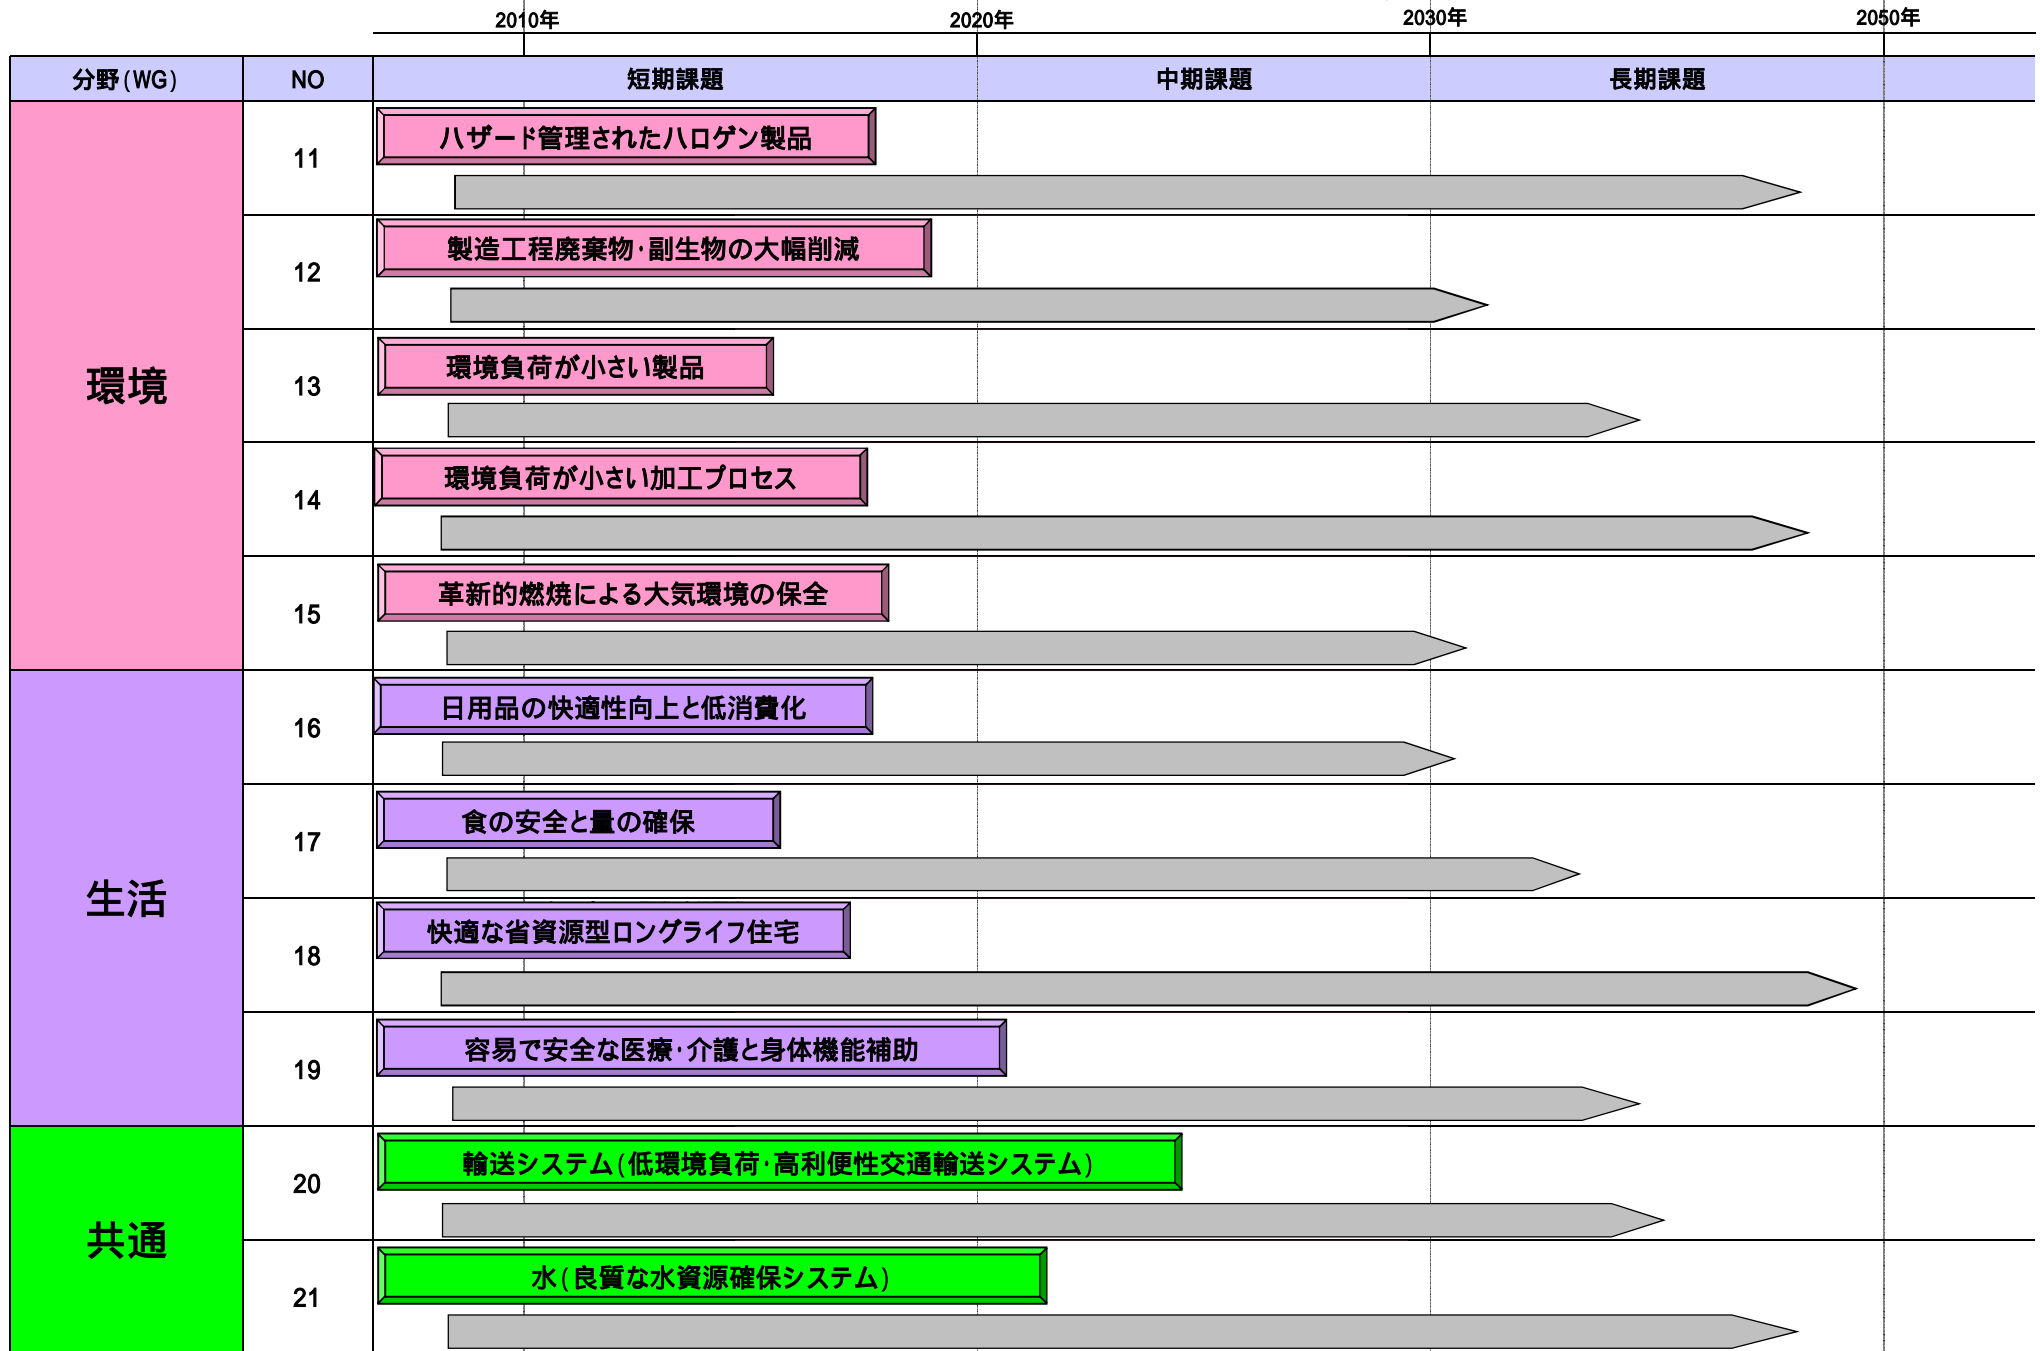 2010年 2020年 2030年 2050年
分野(WG) NO 短期課題 中期課題 長期課題
環境
11 ハザード管理されたハロゲン製品
12 製造工程廃棄物・副生物の大幅削減
13 環境負荷が小さい製品
14 環境負荷が小さい加工プロセス
15 革新的燃焼による大気環境の保全
生活
16 日用品の快適性向上と低消費化
17 食の安全と量の確保
18 快適な省資源型ロングライフ住宅
19 容易で安全な医療・介護と身体機能補助
共通
20 輸送システム(低環境負荷・高利便性交通輸送システム)
21 水(良質な水資源確保システム)